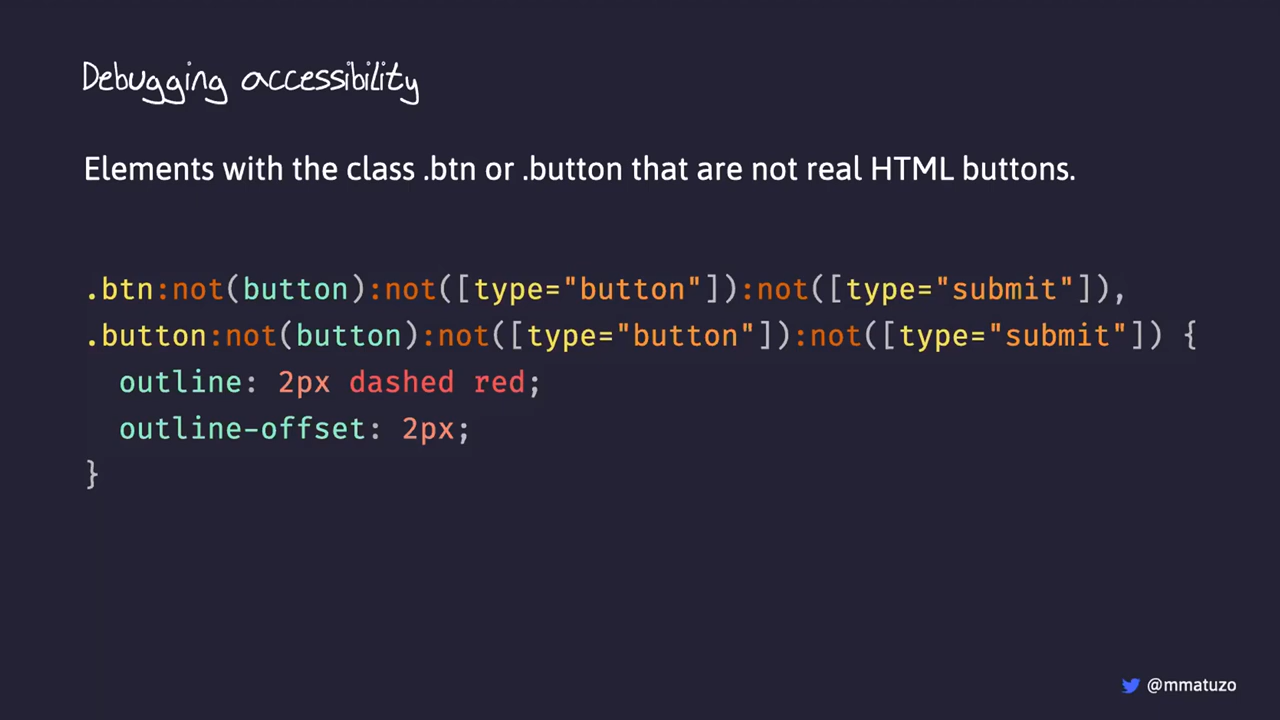 Debugging accessibility
Elements with the class .btn or .button that are not real HTML buttons.
.btn:not(button):not([type="button"]):not([type="submit"]),
.button:not(button):not([type="button"]):not([type="submit"]) {
  outline: 2px dashed red;
  outline-offset: 2px;
}
@mmatuzo